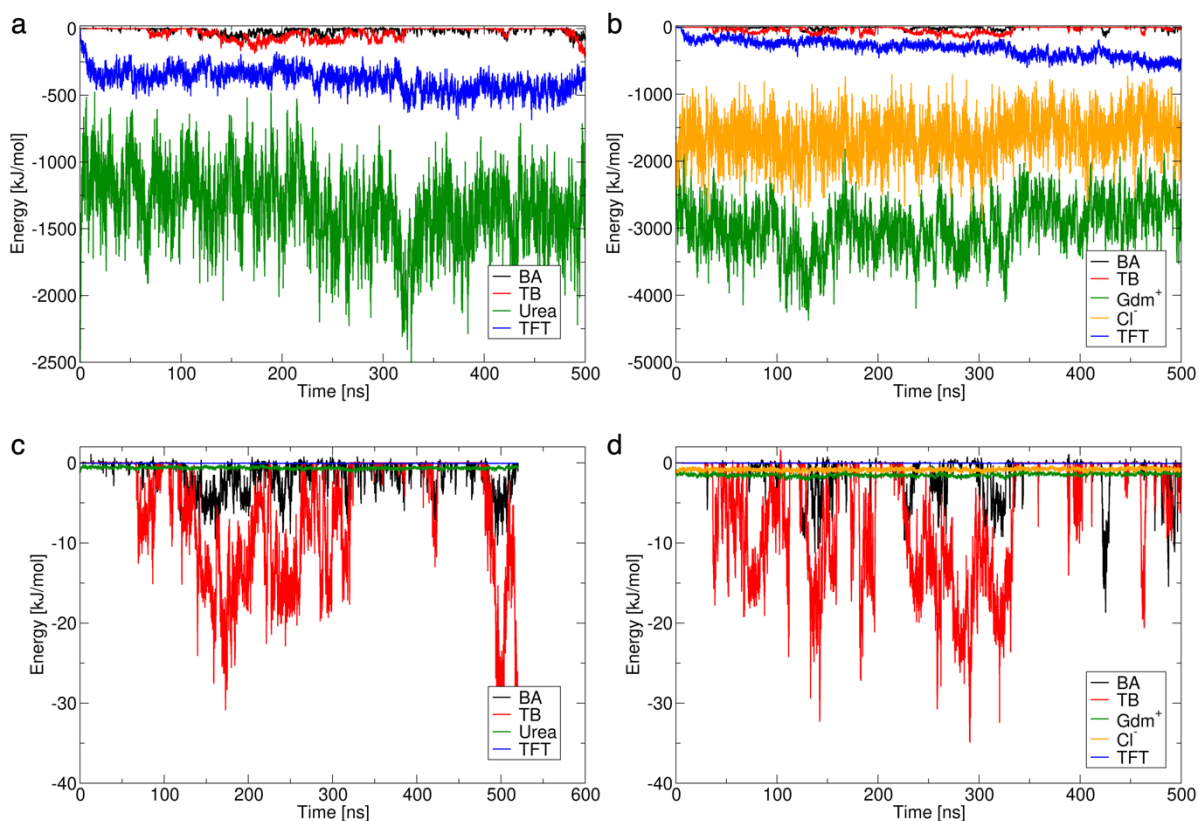 a
0
-500
-1000
-1500
-2000
-2500
Energy [kJ/mol]
0 100 200 300 400 500
Time [ns]
BA
TB
Urea
TFT
b
0
-1000
-2000
-3000
-4000
-5000
Energy [kJ/mol]
0 100 200 300 400 500
Time [ns]
BA
TB
Gdm⁺
Cl⁻
TFT
c
0
-10
-20
-30
-40
Energy [kJ/mol]
0 100 200 300 400 500 600
Time [ns]
BA
TB
Urea
TFT
d
0
-10
-20
-30
-40
Energy [kJ/mol]
0 100 200 300 400 500
Time [ns]
BA
TB
Gdm⁺
Cl⁻
TFT